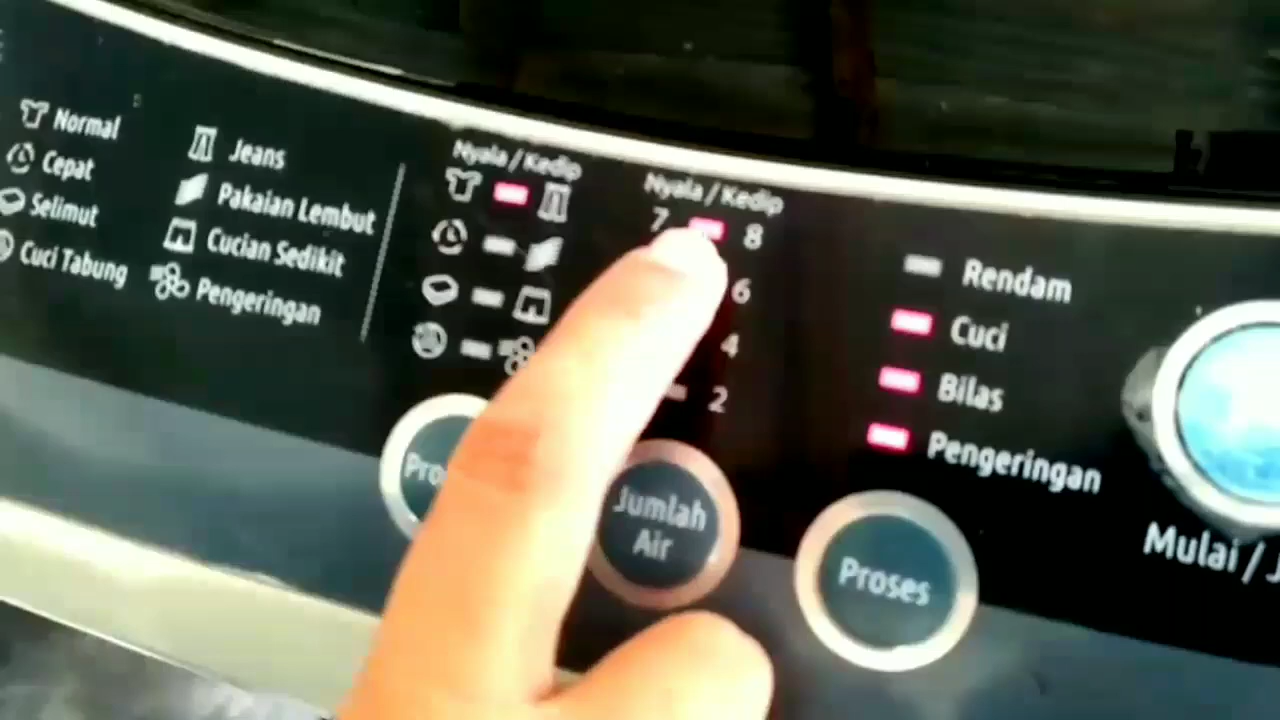 Normal
Cepat
Selimut
Cuci Tabung
Jeans
Pakaian Lembut
Cucian Sedikit
Pengeringan
Nyala / Kedip
Nyala / Kedip
7 8
6
4
2
Rendam
Cuci
Bilas
Pengeringan
Jumlah
Air
Proses
Mulai /